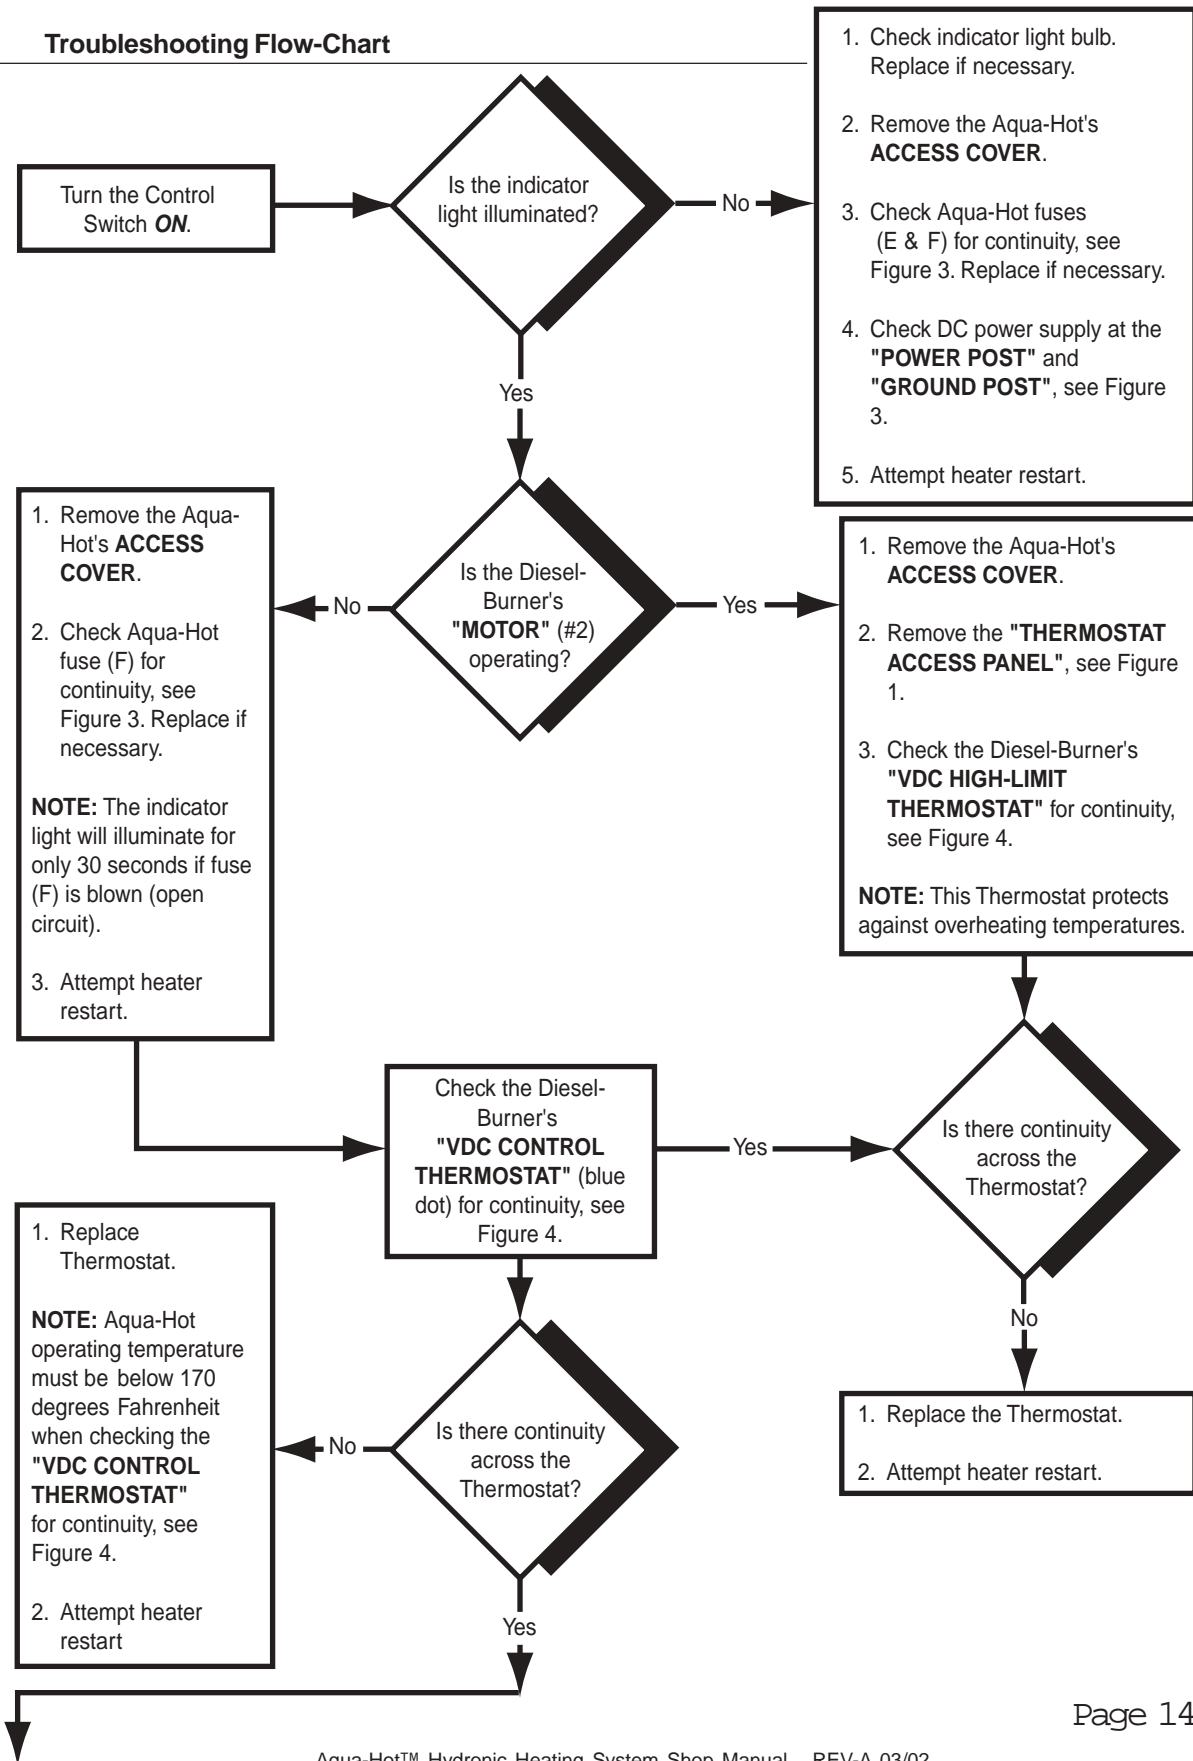 Troubleshooting Flow-Chart
Turn the Control
Switch ON.
Is the indicator
light illuminated?
No
1. Check indicator light bulb.
Replace if necessary.
2. Remove the Aqua-Hot's
ACCESS COVER.
3. Check Aqua-Hot fuses
(E & F) for continuity, see
Figure 3. Replace if necessary.
4. Check DC power supply at the
"POWER POST" and
"GROUND POST", see Figure
3.
5. Attempt heater restart.
Yes
Is the Diesel-
Burner's
"MOTOR" (#2)
operating?
No
1. Remove the Aqua-
Hot's ACCESS
COVER.
2. Check Aqua-Hot
fuse (F) for
continuity, see
Figure 3. Replace if
necessary.
NOTE: The indicator
light will illuminate for
only 30 seconds if fuse
(F) is blown (open
circuit).
3. Attempt heater
restart.
Yes
1. Remove the Aqua-Hot's
ACCESS COVER.
2. Remove the "THERMOSTAT
ACCESS PANEL", see Figure
1.
3. Check the Diesel-Burner's
"VDC HIGH-LIMIT
THERMOSTAT" for continuity,
see Figure 4.
NOTE: This Thermostat protects
against overheating temperatures.
Check the Diesel-
Burner's
"VDC CONTROL
THERMOSTAT" (blue
dot) for continuity, see
Figure 4.
Yes
Is there continuity
across the
Thermostat?
No
1. Replace the Thermostat.
2. Attempt heater restart.
Is there continuity
across the
Thermostat?
No
1. Replace
Thermostat.
NOTE: Aqua-Hot
operating temperature
must be below 170
degrees Fahrenheit
when checking the
"VDC CONTROL
THERMOSTAT"
for continuity, see
Figure 4.
2. Attempt heater
restart
Yes
Page 14
Aqua-Hot™ Hydronic Heating System Shop Manual REV-A 03/02